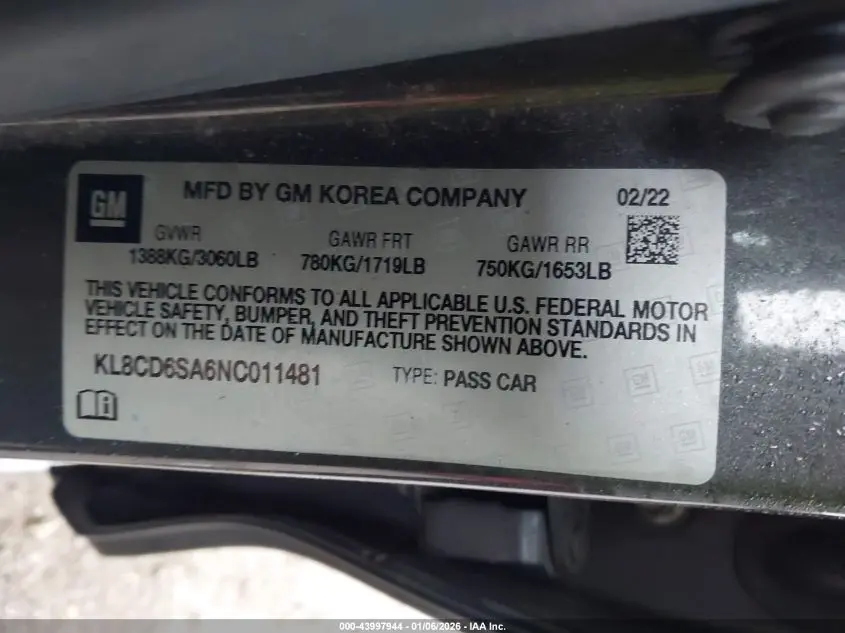 GM
MFD BY GM KOREA COMPANY 02/22
GVWR GAWR FRT GAWR RR
1388KG/3060LB 780KG/1719LB 750KG/1653LB
THIS VEHICLE CONFORMS TO ALL APPLICABLE U.S. FEDERAL MOTOR
VEHICLE SAFETY, BUMPER, AND THEFT PREVENTION STANDARDS IN
EFFECT ON THE DATE OF MANUFACTURE SHOWN ABOVE.
KL8CD6SA6NC011481 TYPE: PASS CAR
000-43997944 - 01/06/2026 - IAA Inc.